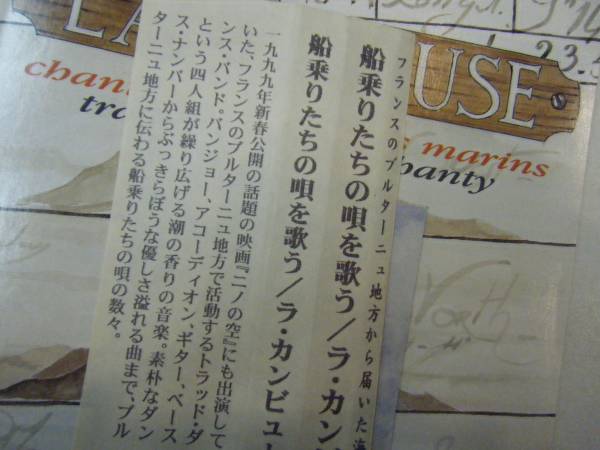 フランスのブルターニュ地方から届いた海
船乗りたちの唄を歌う／ラ・カン
船乗りたちの唄を歌う／ラ・カンビュー
一九九九年新春公開の話題の映画『ニノの空』にも出演して
いた、フランスのブルターニュ地方で活動するトラッド・ダ
ンス・バンド。バンジョー、アコーディオン、ギター、ベース
という四人組が繰り広げる潮の香りの音楽。素朴なダン
ス・ナンバーからぶっきらぼうな優しさ溢れる曲まで、ブル
ターニュ地方に伝わる船乗りたちの唄の数々。
LA
USE
chant
marins
tra
hanty
23.5